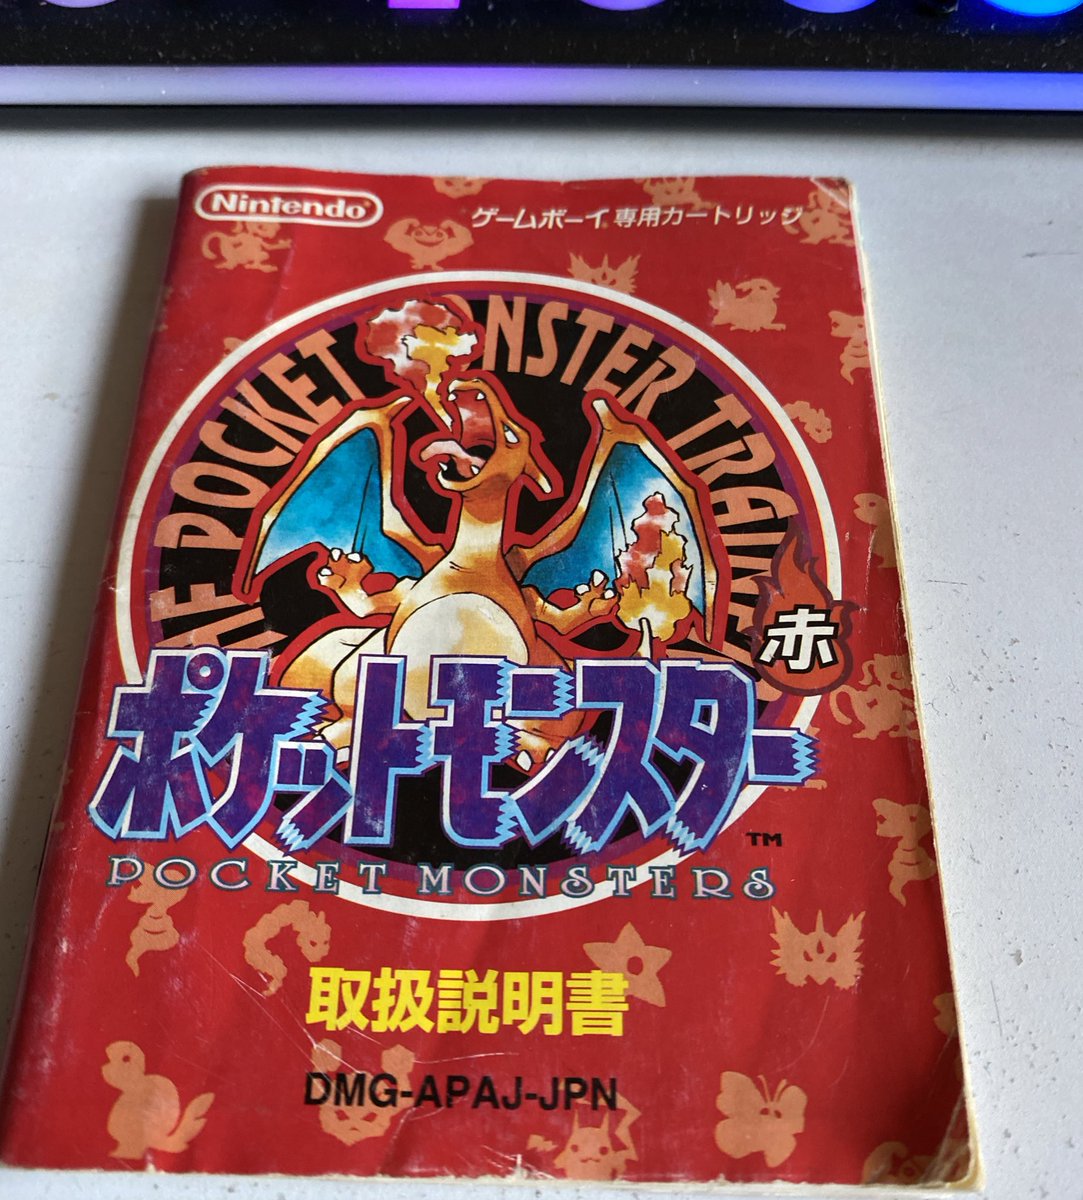 Nintendo
ゲームボーイ専用カートリッジ
THE POCKET MONSTER TRAINER
赤
ポケットモンスター
TM
POCKET MONSTERS
取扱説明書
DMG-APAJ-JPN